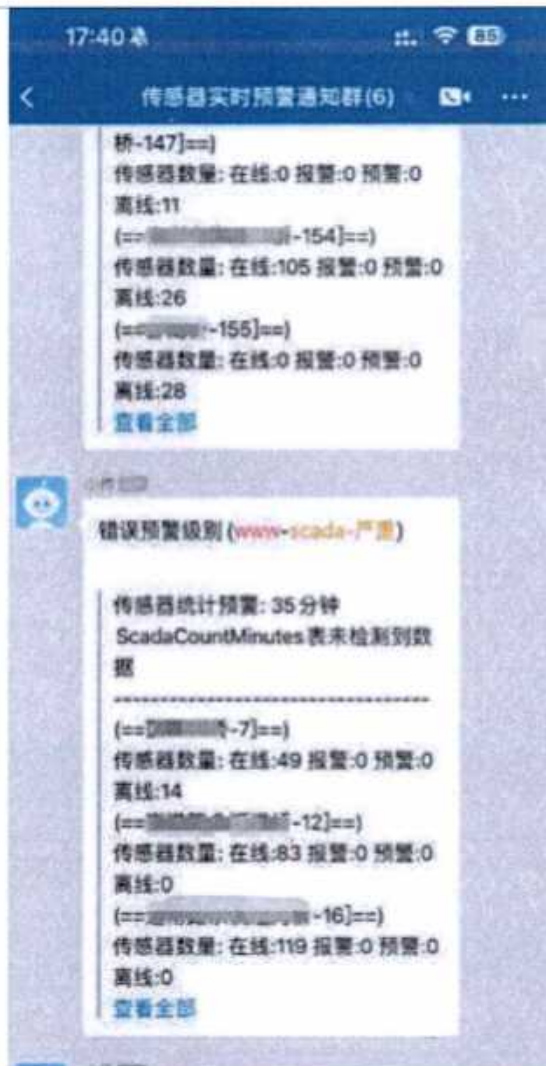 17:40
85
传感器实时预警通知群(6)
桥-147]==)
传感器数量: 在线:0 报警:0 预警:0
离线:11
(== -154]==)
传感器数量: 在线:105 报警:0 预警:0
离线:26
(== -155]==)
传感器数量: 在线:0 报警:0 预警:0
离线:28
查看全部
错误预警级别 (www-scada-严重)
传感器统计预警: 35分钟
ScadaCountMinutes表未检测到数
据
(== -7]==)
传感器数量: 在线:49 报警:0 预警:0
离线:14
(== -12]==)
传感器数量: 在线:83 报警:0 预警:0
离线:0
(== -16]==)
传感器数量: 在线:119 报警:0 预警:0
离线:0
查看全部